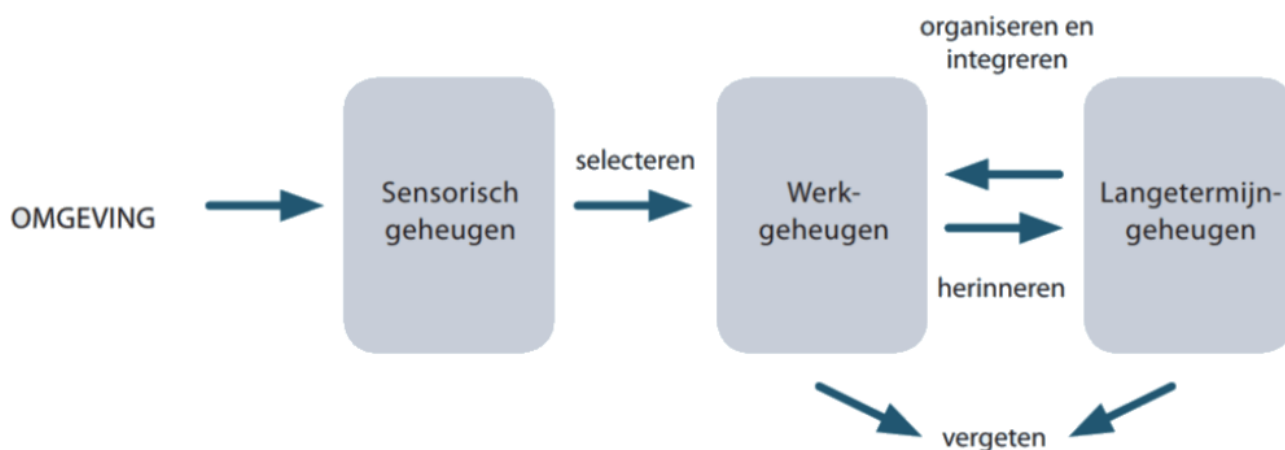 organiseren en
integreren
selecteren
OMGEVING
Sensorisch
geheugen
Werk-
geheugen
Langetermijn-
geheugen
herinneren
vergeten